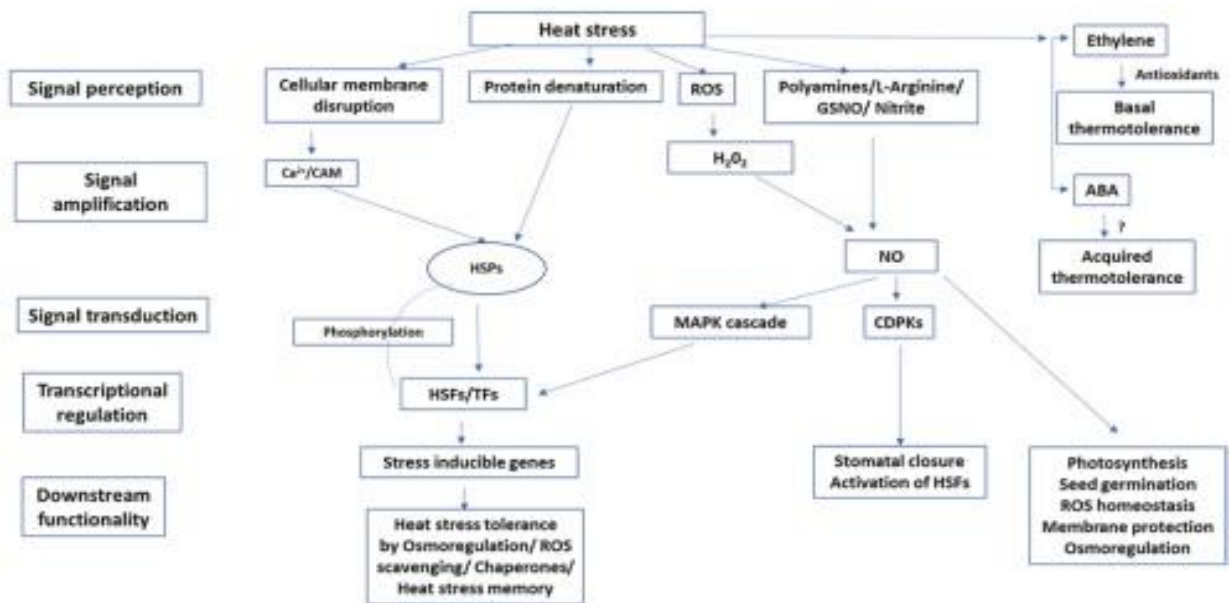 Heat stress
Ethylene
Signal perception
Cellular membrane
disruption
Protein denaturation
ROS
Polyamines/L-Arginine/
GSNO/ Nitrite
Antioxidants
Basal
thermotolerance
Signal
amplification
Ca²⁺/CAM
H₂0₂
ABA
?
HSPs
NO
Acquired
thermotolerance
Signal transduction
Phosphorylation
MAPK cascade
CDPKs
Transcriptional
regulation
HSFs/TFs
Stress inducible genes
Stomatal closure
Activation of HSFs
Photosynthesis
Seed germination
ROS homeostasis
Membrane protection
Osmoregulation
Downstream
functionality
Heat stress tolerance
by Osmoregulation/ ROS
scavenging/ Chaperones/
Heat stress memory